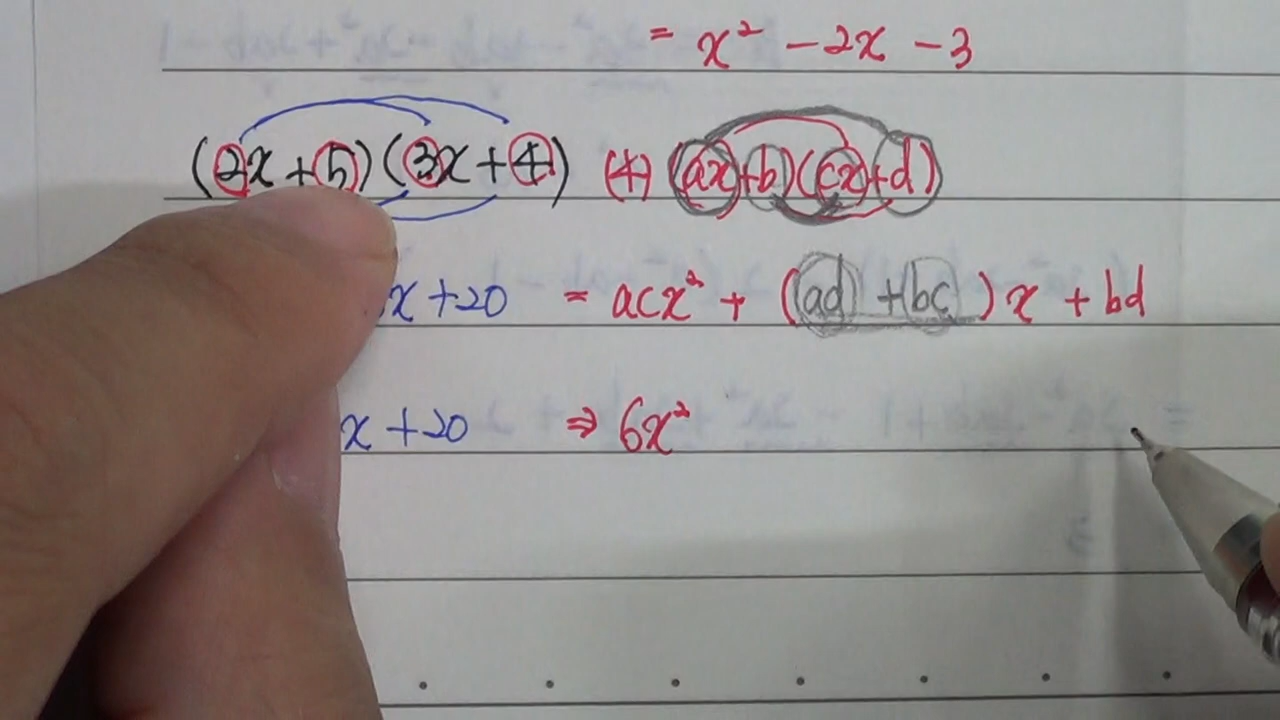 = x² - 2x - 3
(2x+5)(3x+4) (4) (ax+b)(cx+d)
x + 20 = acx² + (ad + bc)x + bd
x + 20 ⇒ 6x²